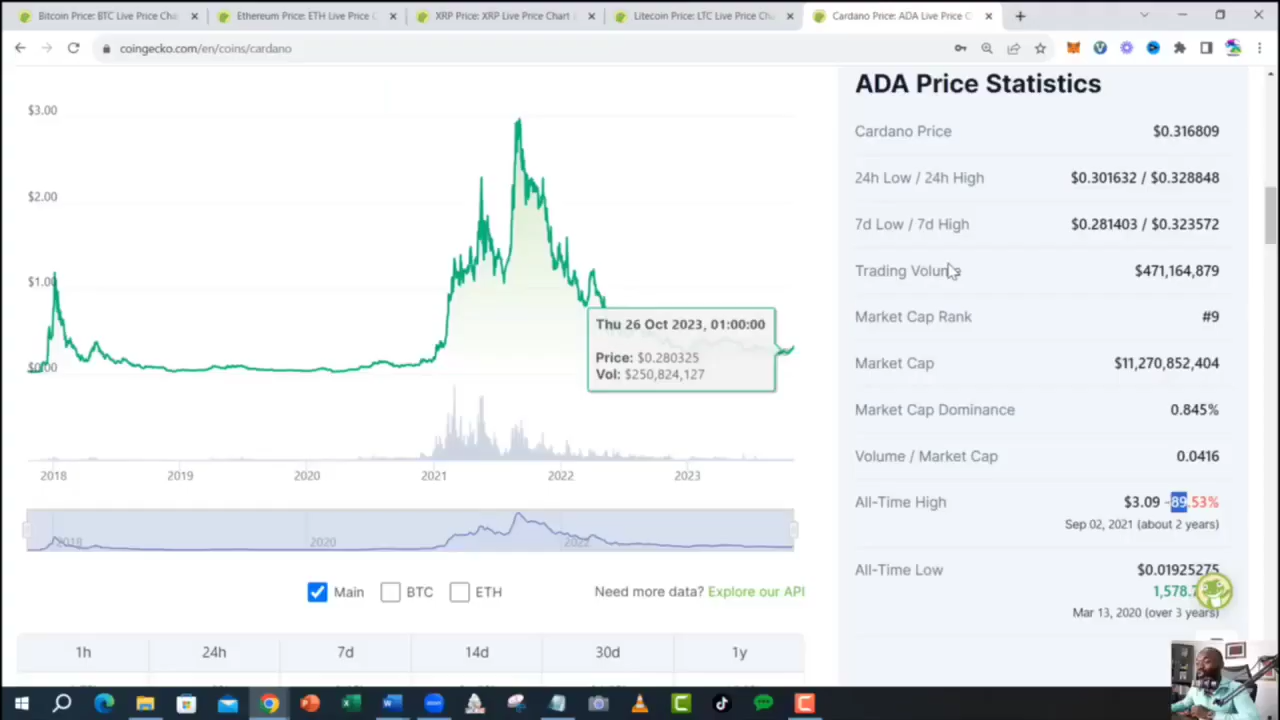 Bitcoin Price: BTC Live Price Cha
Ethereum Price: ETH Live Price C
XRP Price: XRP Live Price Chart
Litecoin Price: LTC Live Price Cha
Cardano Price: ADA Live Price C
coingecko.com/en/coins/cardano
$3.00
$2.00
$1.00
$0.00
Thu 26 Oct 2023, 01:00:00
Price: $0.280325
Vol: $250,824,127
2018 2019 2020 2021 2022 2023
2018 2020 2022
Main BTC ETH
Need more data? Explore our API
1h 24h 7d 14d 30d 1y
ADA Price Statistics
Cardano Price $0.316809
24h Low / 24h High $0.301632 / $0.328848
7d Low / 7d High $0.281403 / $0.323572
Trading Volume $471,164,879
Market Cap Rank #9
Market Cap $11,270,852,404
Market Cap Dominance 0.845%
Volume / Market Cap 0.0416
All-Time High $3.09 -89.53%
Sep 02, 2021 (about 2 years)
All-Time Low $0.01925275
1,578.
Mar 13, 2020 (over 3 years)